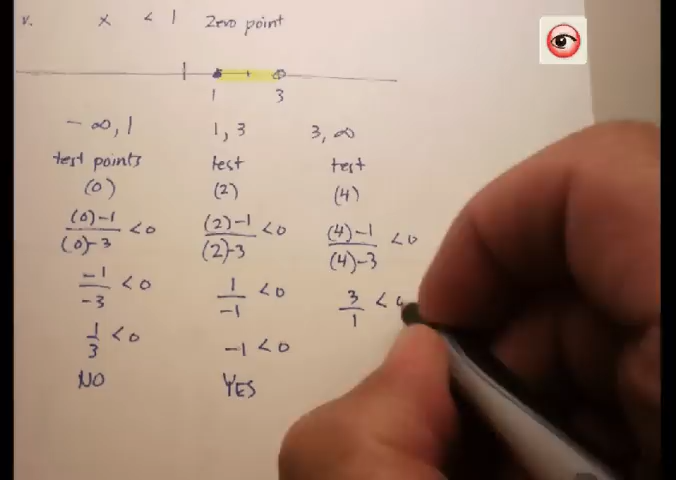 v. x < 1 Zero point
1 3
- ∞, 1 1, 3 3, ∞
test points test test
(0) (2) (4)
(0)-1/(0)-3 <0 (2)-1/(2)-3 <0 (4)-1/(4)-3 <0
-1/-3 <0 1/-1 <0 3/1 <0
1/3 <0 -1 <0
NO YES